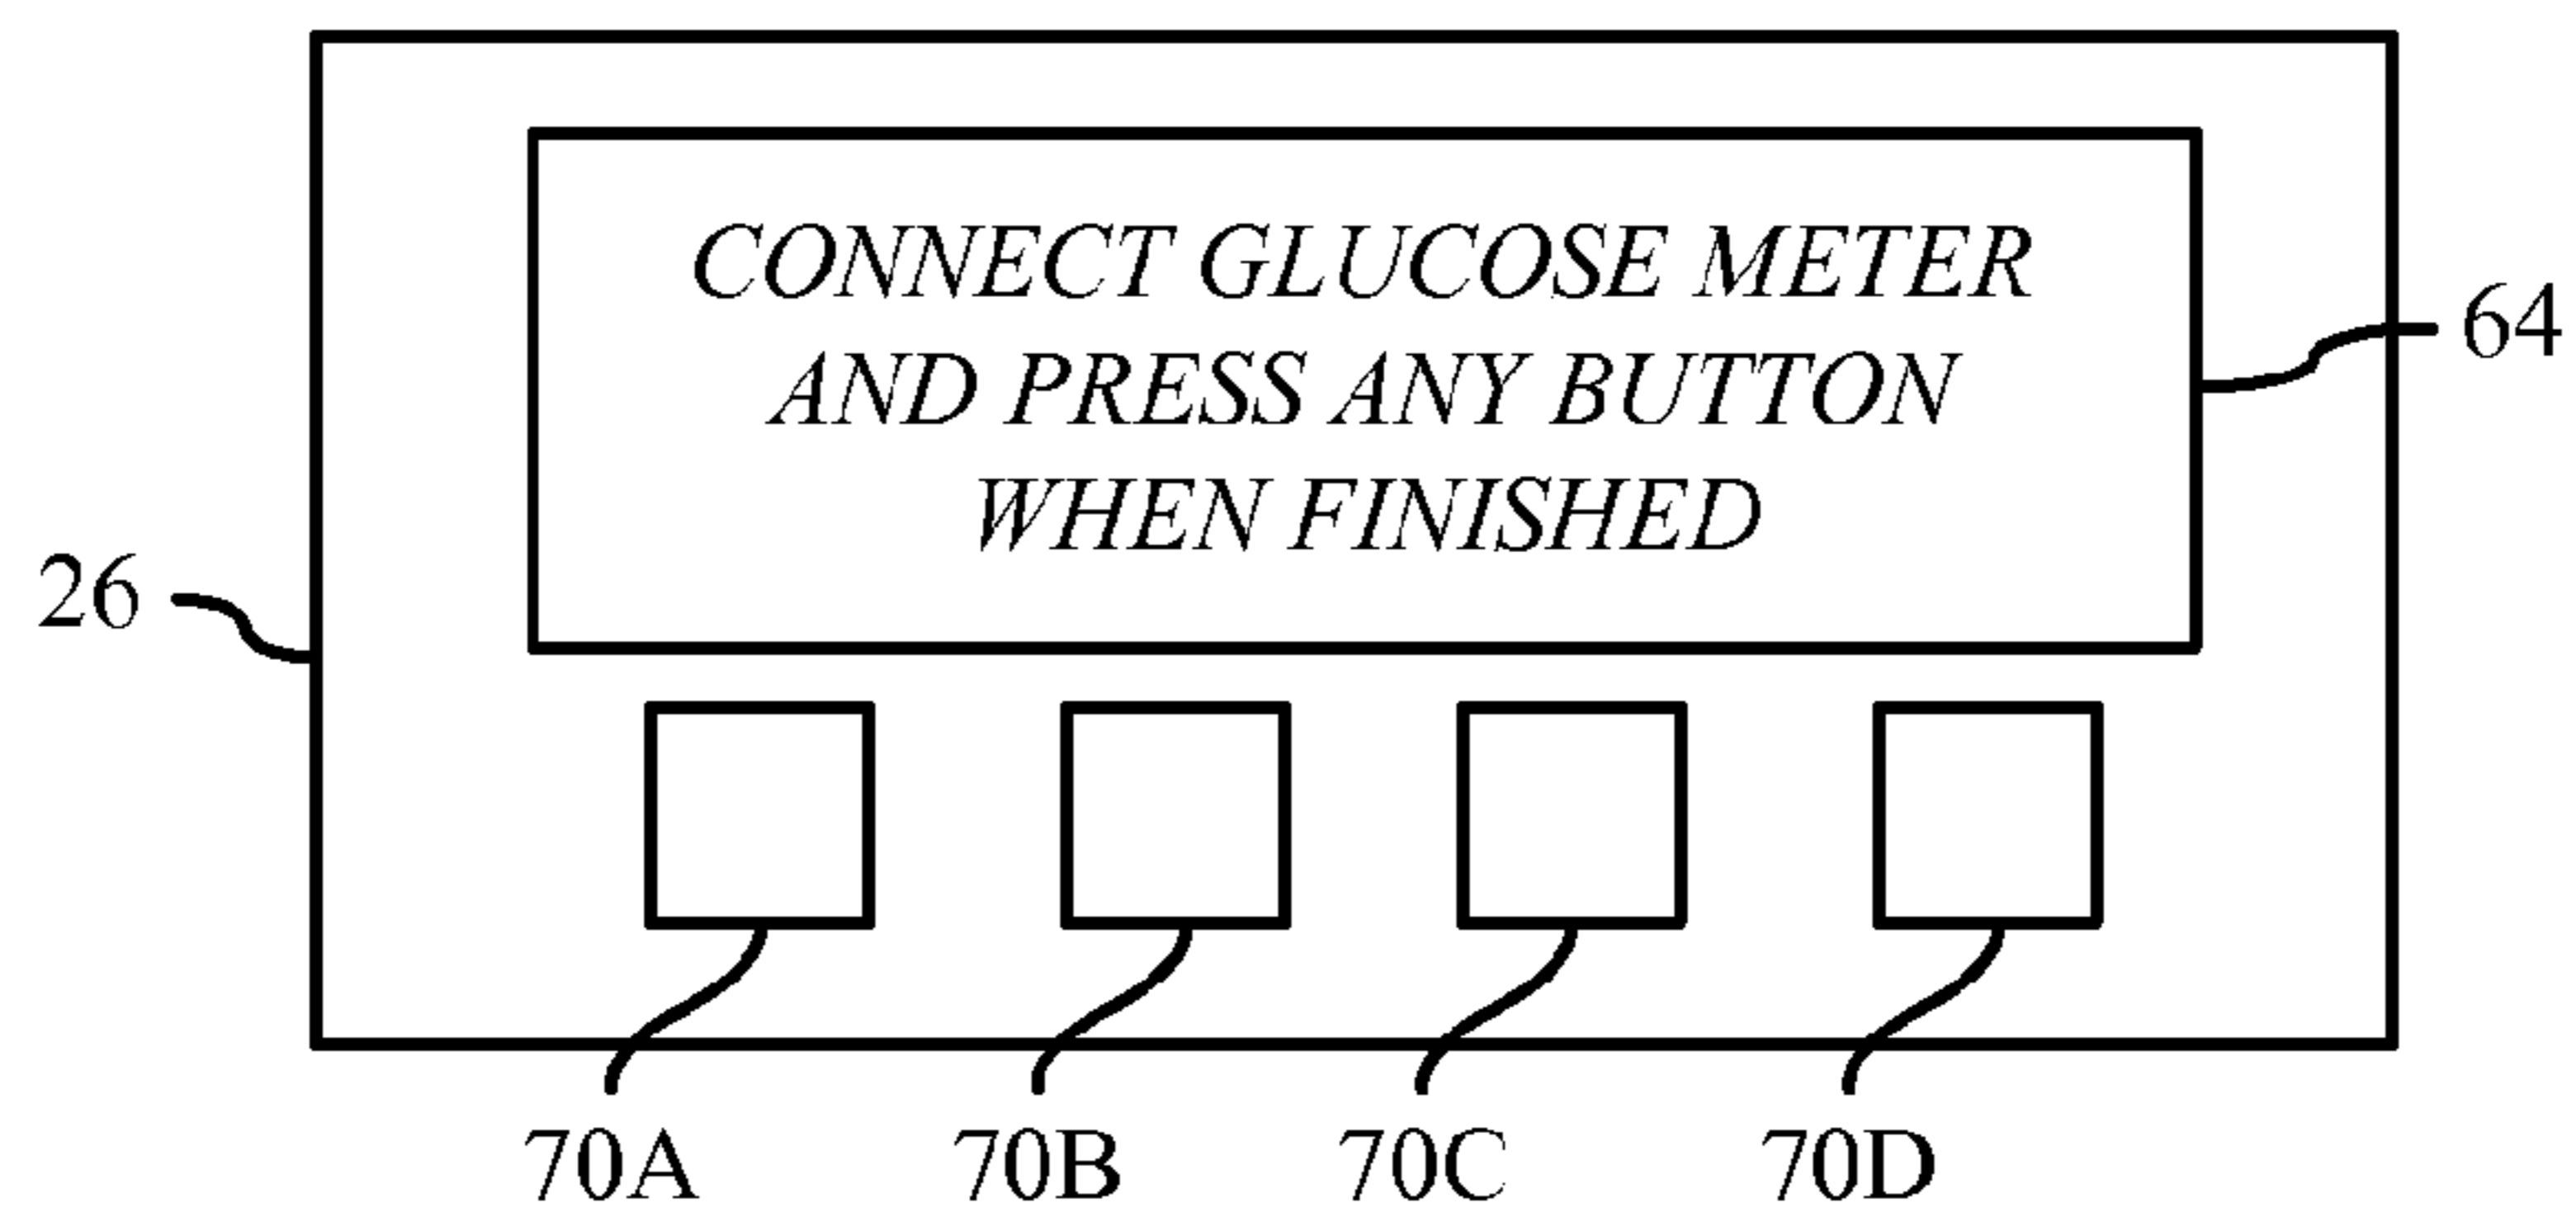 CONNECT GLUCOSE METER
AND PRESS ANY BUTTON
WHEN FINISHED
64
26
70A 70B 70C 70D